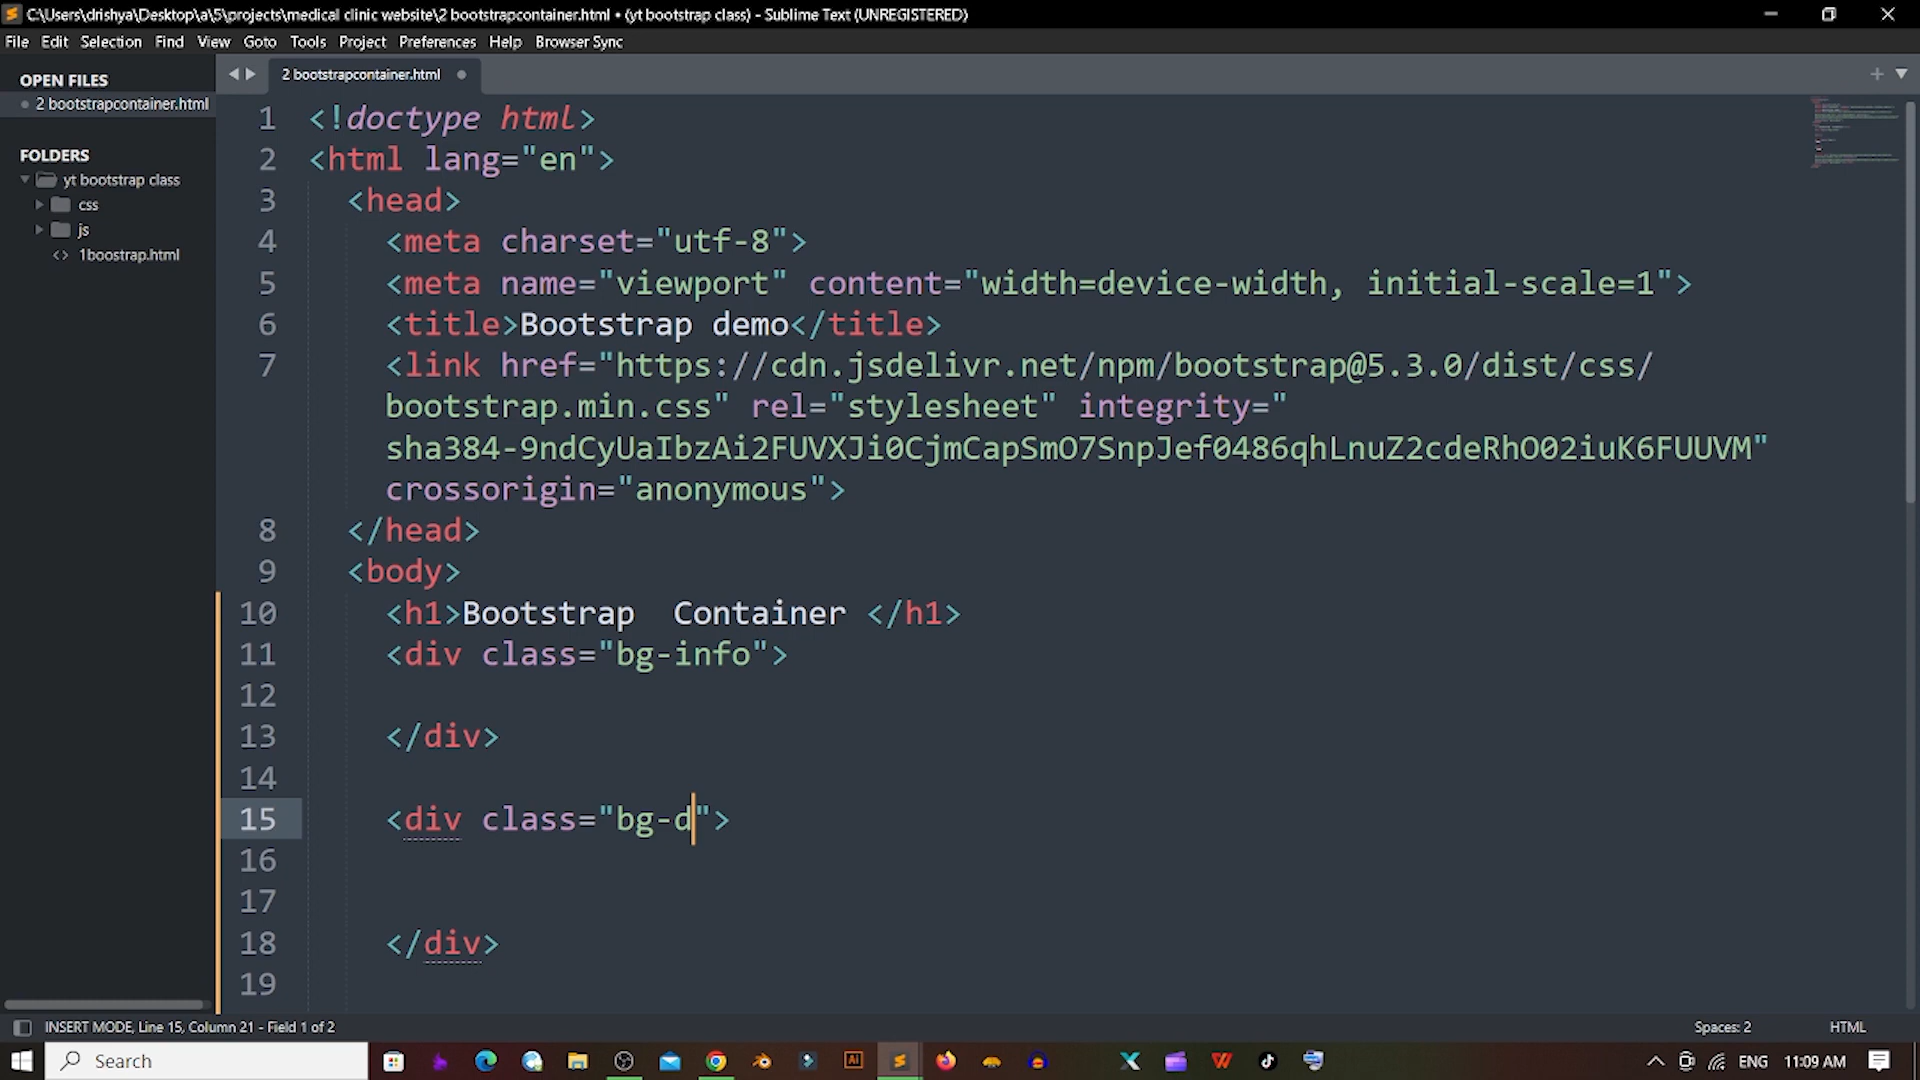 C:\Users\drishya\Desktop\a\5\projects\medical clinic website\2 bootstrapcontainer.html • (yt bootstrap class) - Sublime Text (UNREGISTERED)
File Edit Selection Find View Goto Tools Project Preferences Help Browser Sync
OPEN FILES
2 bootstrapcontainer.html
FOLDERS
yt bootstrap class
css
js
<> 1boostrap.html
2 bootstrapcontainer.html
1 <!doctype html>
2 <html lang="en">
3 <head>
4 <meta charset="utf-8">
5 <meta name="viewport" content="width=device-width, initial-scale=1">
6 <title>Bootstrap demo</title>
7 <link href="https://cdn.jsdelivr.net/npm/bootstrap@5.3.0/dist/css/
bootstrap.min.css" rel="stylesheet" integrity="
sha384-9ndCyUaIbzAi2FUVXJi0CjmCapSmO7SnpJef0486qhLnuZ2cdeRhO02iuK6FUUVM"
crossorigin="anonymous">
8 </head>
9 <body>
10 <h1>Bootstrap  Container </h1>
11 <div class="bg-info">
12
13 </div>
14
15 <div class="bg-d">
16
17
18 </div>
19
INSERT MODE, Line 15, Column 21 - Field 1 of 2
Spaces: 2
HTML
Search
Ai
ENG
11:09 AM